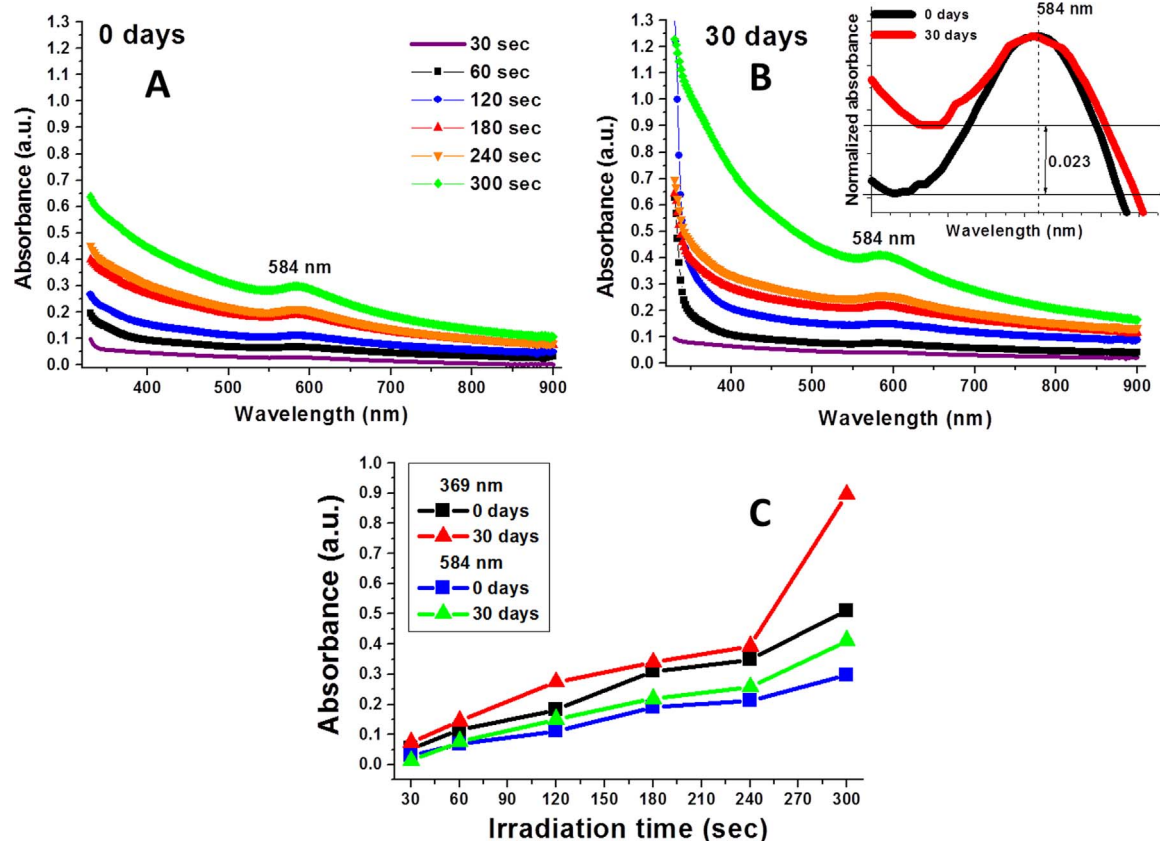 0 days
A
30 sec
60 sec
120 sec
180 sec
240 sec
300 sec
584 nm
Absorbance (a.u.)
1.3
1.2
1.1
1.0
0.9
0.8
0.7
0.6
0.5
0.4
0.3
0.2
0.1
0.0
400 500 600 700 800 900
Wavelength (nm)
30 days
B
584 nm
Absorbance (a.u.)
1.3
1.2
1.1
1.0
0.9
0.8
0.7
0.6
0.5
0.4
0.3
0.2
0.1
0.0
400 500 600 700 800 900
Wavelength (nm)
584 nm
0 days
30 days
Normalized absorbance
0.023
Wavelength (nm)
369 nm
0 days
30 days
584 nm
0 days
30 days
C
Absorbance (a.u.)
1.0
0.9
0.8
0.7
0.6
0.5
0.4
0.3
0.2
0.1
0.0
30 60 90 120 150 180 210 240 270 300
Irradiation time (sec)